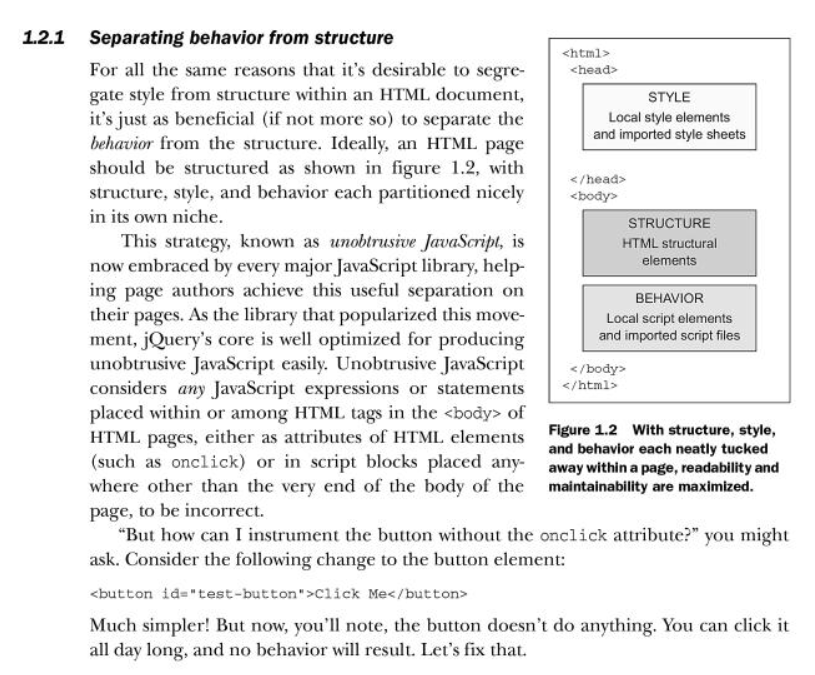 1.2.1 Separating behavior from structure
For all the same reasons that it's desirable to segre-
gate style from structure within an HTML document,
it's just as beneficial (if not more so) to separate the
behavior from the structure. Ideally, an HTML page
should be structured as shown in figure 1.2, with
structure, style, and behavior each partitioned nicely
in its own niche.
This strategy, known as unobtrusive JavaScript, is
now embraced by every major JavaScript library, help-
ing page authors achieve this useful separation on
their pages. As the library that popularized this move-
ment, jQuery's core is well optimized for producing
unobtrusive JavaScript easily. Unobtrusive JavaScript
considers any JavaScript expressions or statements
placed within or among HTML tags in the <body> of
HTML pages, either as attributes of HTML elements
(such as onclick) or in script blocks placed any-
where other than the very end of the body of the
page, to be incorrect.
<html>
<head>
STYLE
Local style elements
and imported style sheets
</head>
<body>
STRUCTURE
HTML structural
elements
BEHAVIOR
Local script elements
and imported script files
</body>
</html>
Figure 1.2 With structure, style,
and behavior each neatly tucked
away within a page, readability and
maintainability are maximized.
"But how can I instrument the button without the onclick attribute?" you might
ask. Consider the following change to the button element:
<button id="test-button">Click Me</button>
Much simpler! But now, you'll note, the button doesn't do anything. You can click it
all day long, and no behavior will result. Let's fix that.